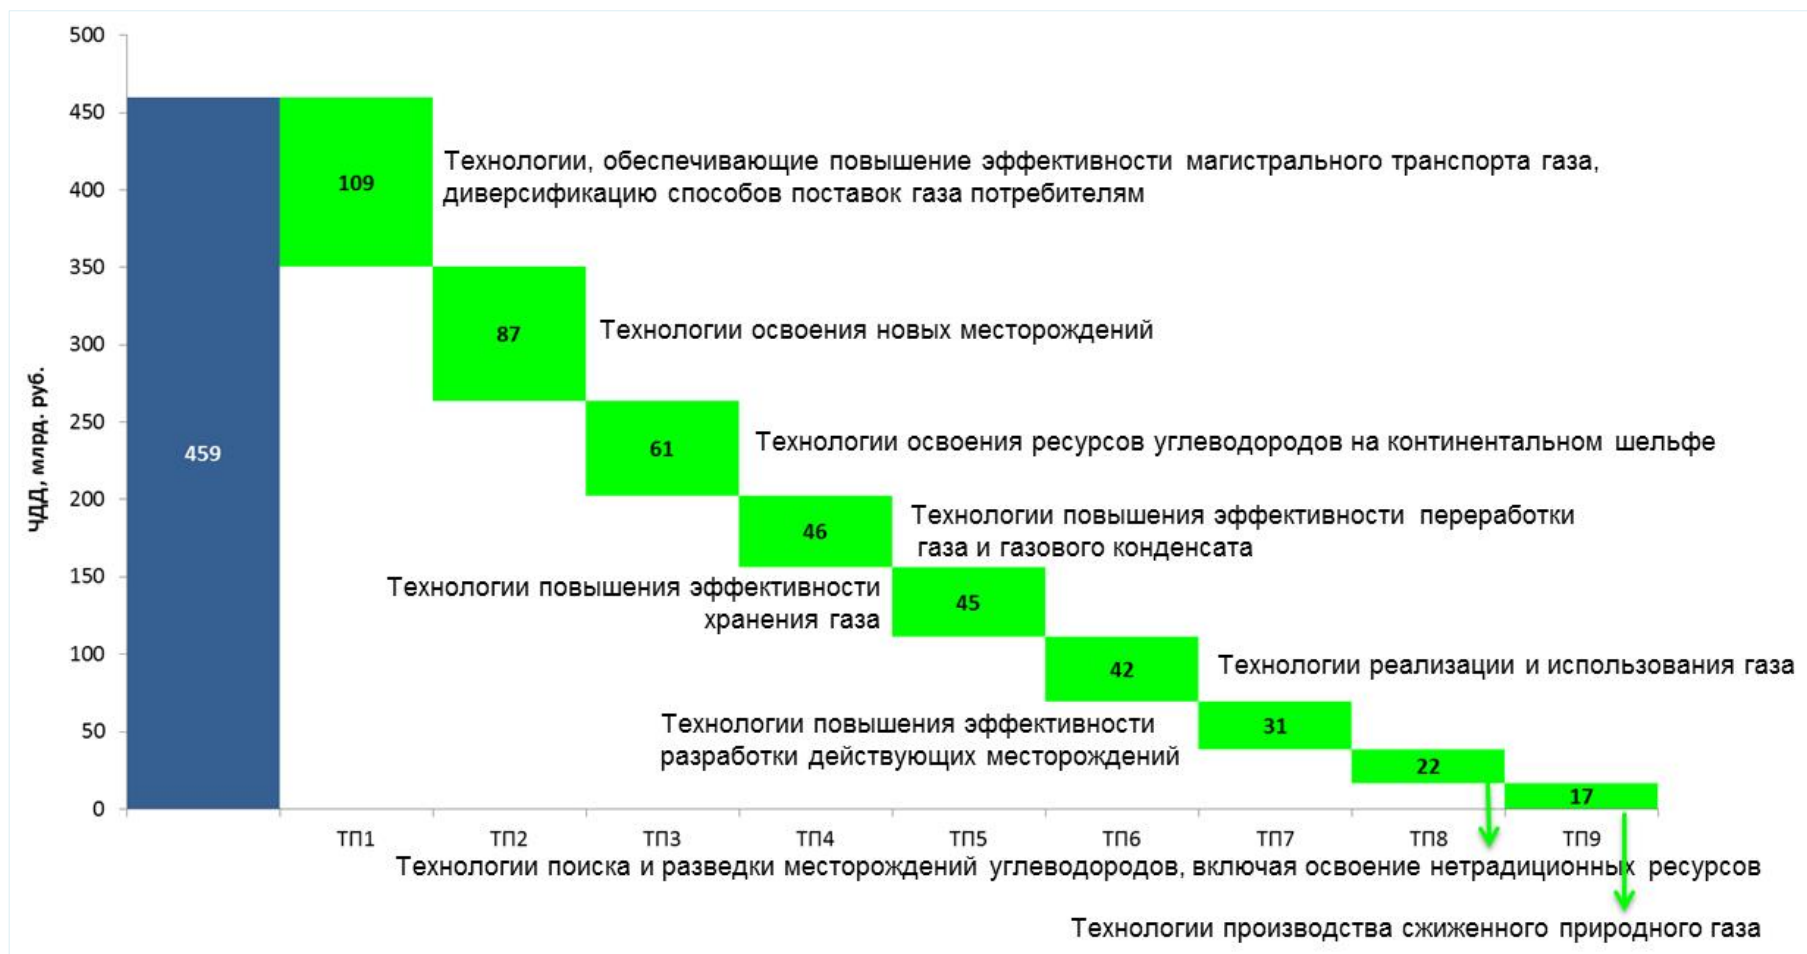 500
450
400
350
300
250
200
150
100
50
0
ЧДД, млрд. руб.
459
109
Технологии, обеспечивающие повышение эффективности магистрального транспорта газа,
диверсификацию способов поставок газа потребителям
87
Технологии освоения новых месторождений
61
Технологии освоения ресурсов углеводородов на континентальном шельфе
46
Технологии повышения эффективности переработки
газа и газового конденсата
Технологии повышения эффективности
хранения газа
45
42
Технологии реализации и использования газа
Технологии повышения эффективности
разработки действующих месторождений
31
22
17
ТП1 ТП2 ТП3 ТП4 ТП5 ТП6 ТП7 ТП8 ТП9
Технологии поиска и разведки месторождений углеводородов, включая освоение нетрадиционных ресурсов
Технологии производства сжиженного природного газа